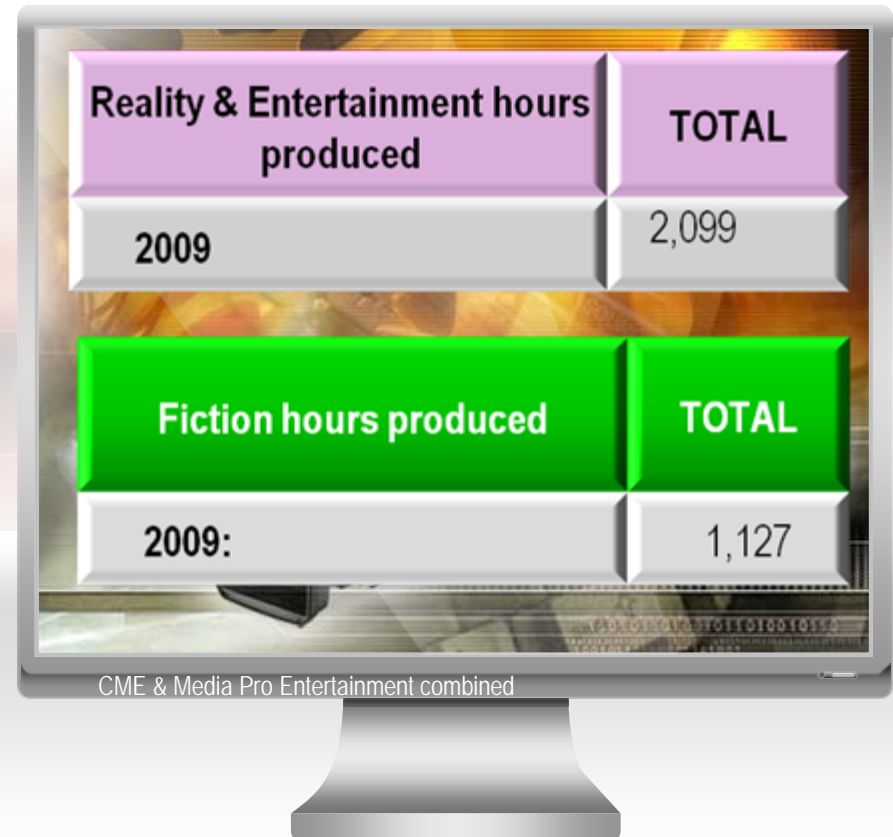 Reality & Entertainment hours
produced
TOTAL
2009
2,099
Fiction hours produced
TOTAL
2009:
1,127
CME & Media Pro Entertainment combined